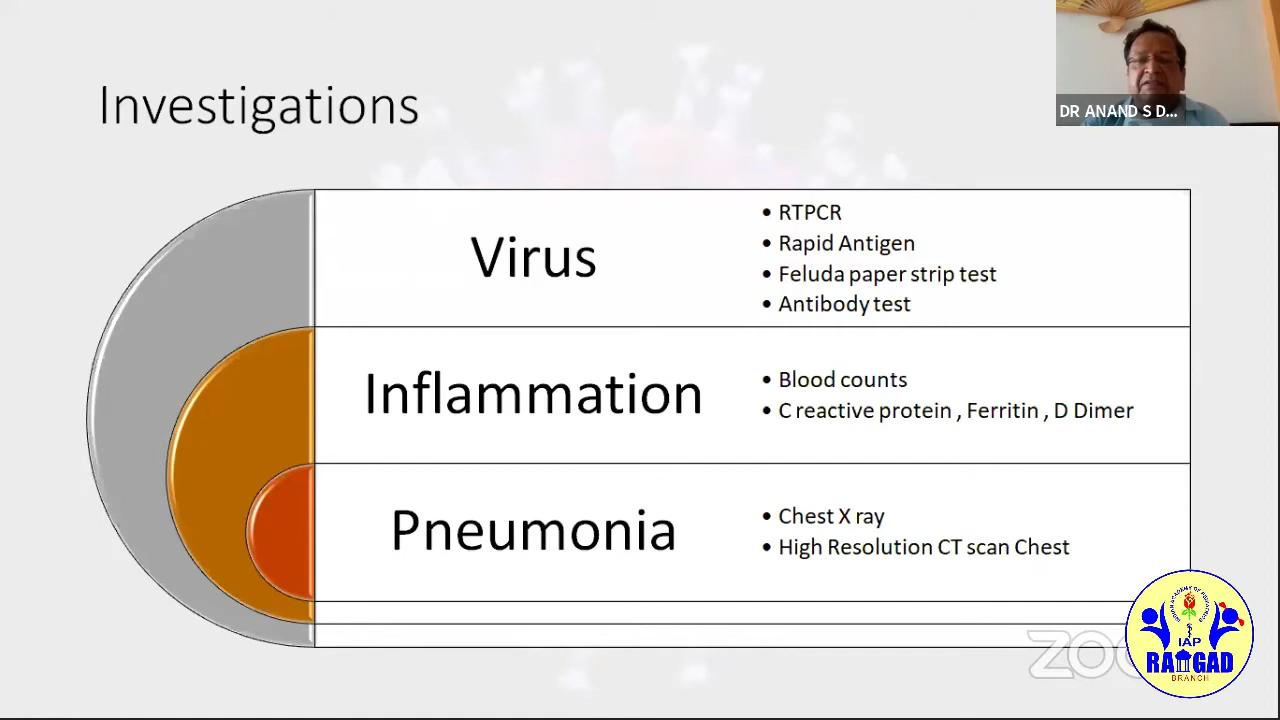 DR ANAND S D...
Investigations
Virus
• RTPCR
• Rapid Antigen
• Feluda paper strip test
• Antibody test
Inflammation
• Blood counts
• C reactive protein , Ferritin , D Dimer
Pneumonia
• Chest X ray
• High Resolution CT scan Chest
IAP
BRANCH